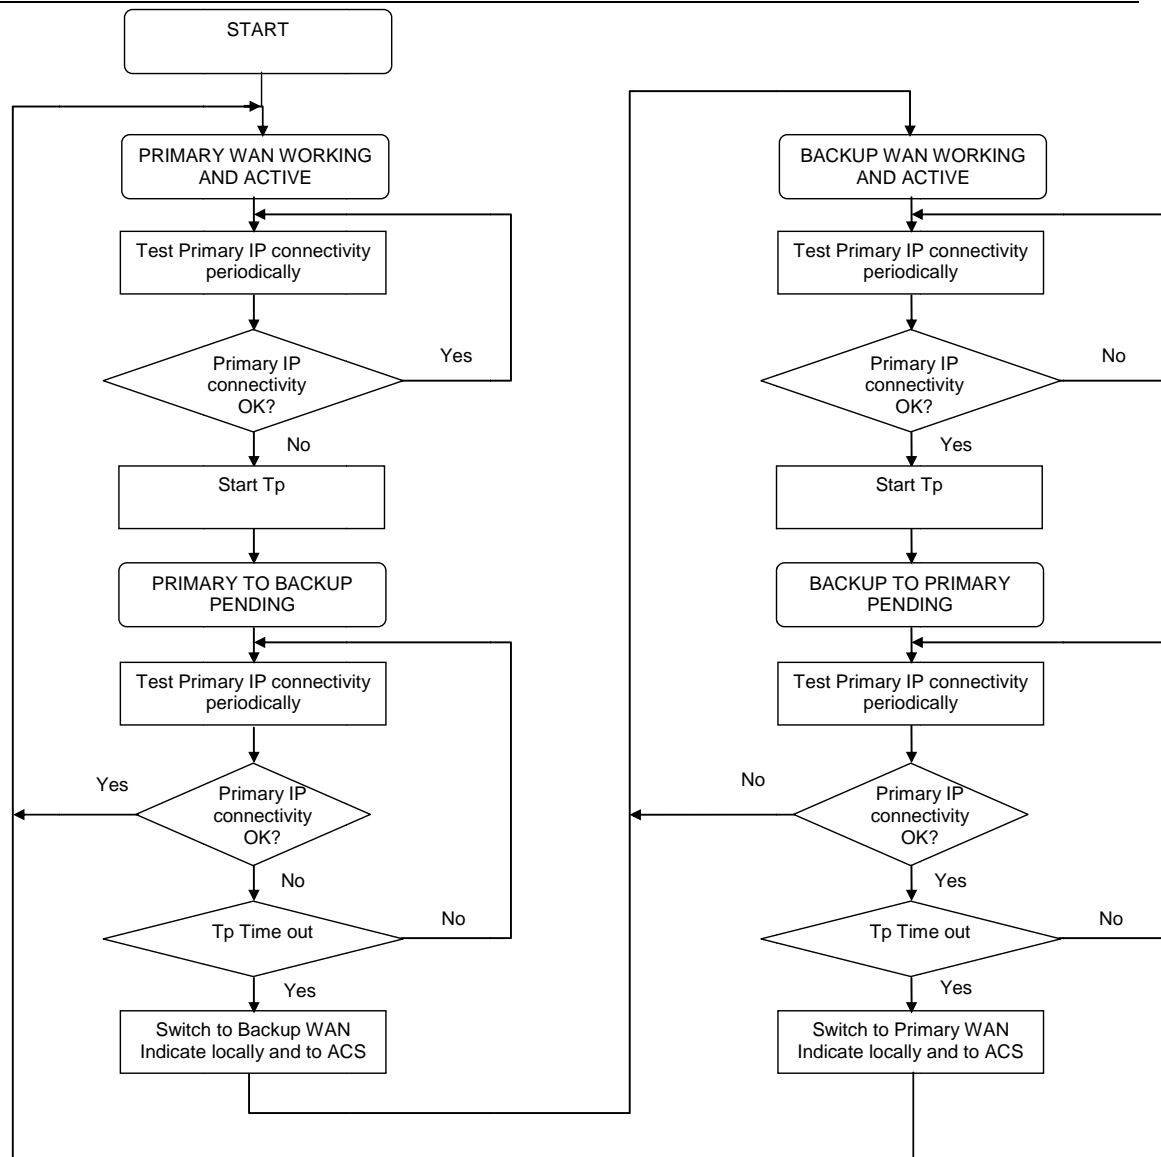 START
PRIMARY WAN WORKING
AND ACTIVE
Test Primary IP connectivity
periodically
Primary IP
connectivity
OK?
Yes
No
Start Tp
PRIMARY TO BACKUP
PENDING
Test Primary IP connectivity
periodically
Yes
Primary IP
connectivity
OK?
No
Tp Time out
No
Yes
Switch to Backup WAN
Indicate locally and to ACS
BACKUP WAN WORKING
AND ACTIVE
Test Primary IP connectivity
periodically
Primary IP
connectivity
OK?
No
Yes
Start Tp
BACKUP TO PRIMARY
PENDING
Test Primary IP connectivity
periodically
No
Primary IP
connectivity
OK?
Yes
Tp Time out
No
Yes
Switch to Primary WAN
Indicate locally and to ACS